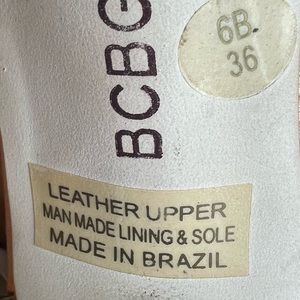 BCBG
6B
36
LEATHER UPPER
MAN MADE LINING & SOLE
MADE IN BRAZIL